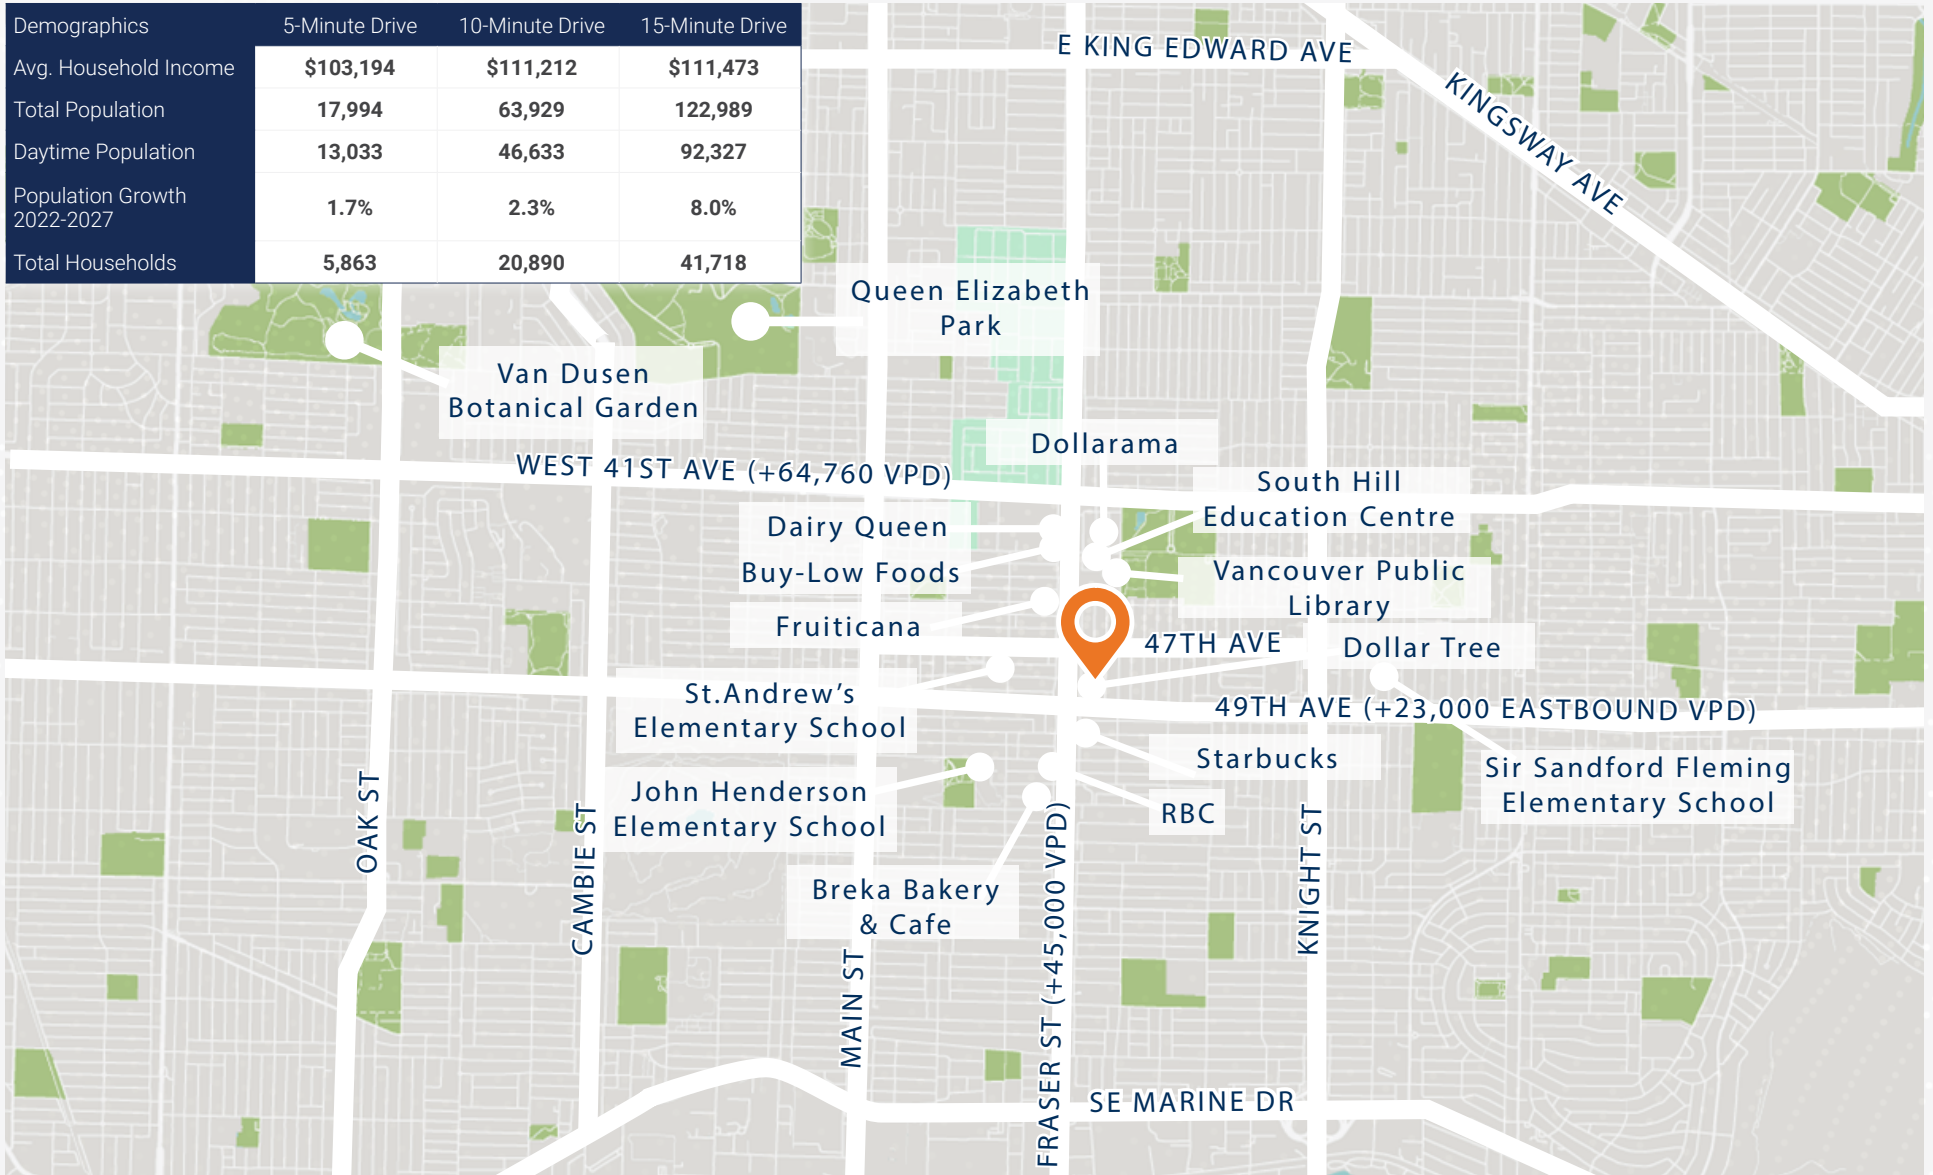 Demographics 5-Minute Drive 10-Minute Drive 15-Minute Drive
Avg. Household Income $103,194 $111,212 $111,473
Total Population 17,994 63,929 122,989
Daytime Population 13,033 46,633 92,327
Population Growth
2022-2027 1.7% 2.3% 8.0%
Total Households 5,863 20,890 41,718
E KING EDWARD AVE
KINGSWAY AVE
Queen Elizabeth
Park
Van Dusen
Botanical Garden
Dollarama
WEST 41ST AVE (+64,760 VPD)
South Hill
Education Centre
Dairy Queen
Buy-Low Foods
Vancouver Public
Library
Fruiticana
47TH AVE
Dollar Tree
St.Andrew's
Elementary School
49TH AVE (+23,000 EASTBOUND VPD)
Starbucks
Sir Sandford Fleming
Elementary School
John Henderson
Elementary School
RBC
OAK ST
CAMBIE ST
Breka Bakery
& Cafe
MAIN ST
FRASER ST (+45,000 VPD)
KNIGHT ST
SE MARINE DR